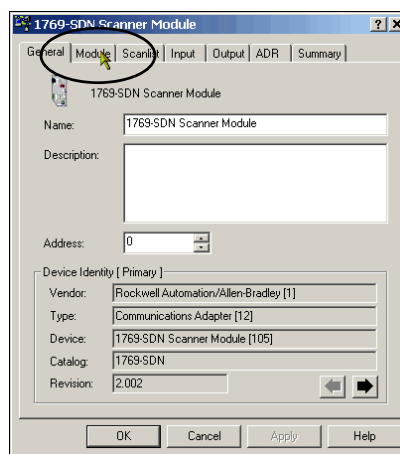 1769-SDN Scanner Module
General Module Scanlist Input Output ADR Summary
1769-SDN Scanner Module
Name: 1769-SDN Scanner Module
Description:
Address: 0
Device Identity [ Primary ]
Vendor: Rockwell Automation/Allen-Bradley [1]
Type: Communications Adapter [12]
Device: 1769-SDN Scanner Module [105]
Catalog: 1769-SDN
Revision: 2.002
OK Cancel Apply Help